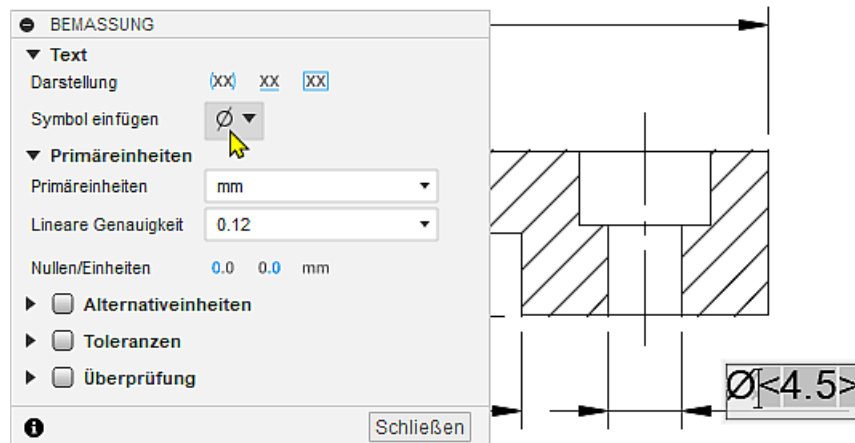 BEMASSUNG
Text
Darstellung (XX) XX XX
Symbol einfügen Ø
Primäreinheiten
Primäreinheiten mm
Lineare Genauigkeit 0.12
Nullen/Einheiten 0.0 0.0 mm
Alternativeinheiten
Toleranzen
Überprüfung
Ø<4.5>
Schließen